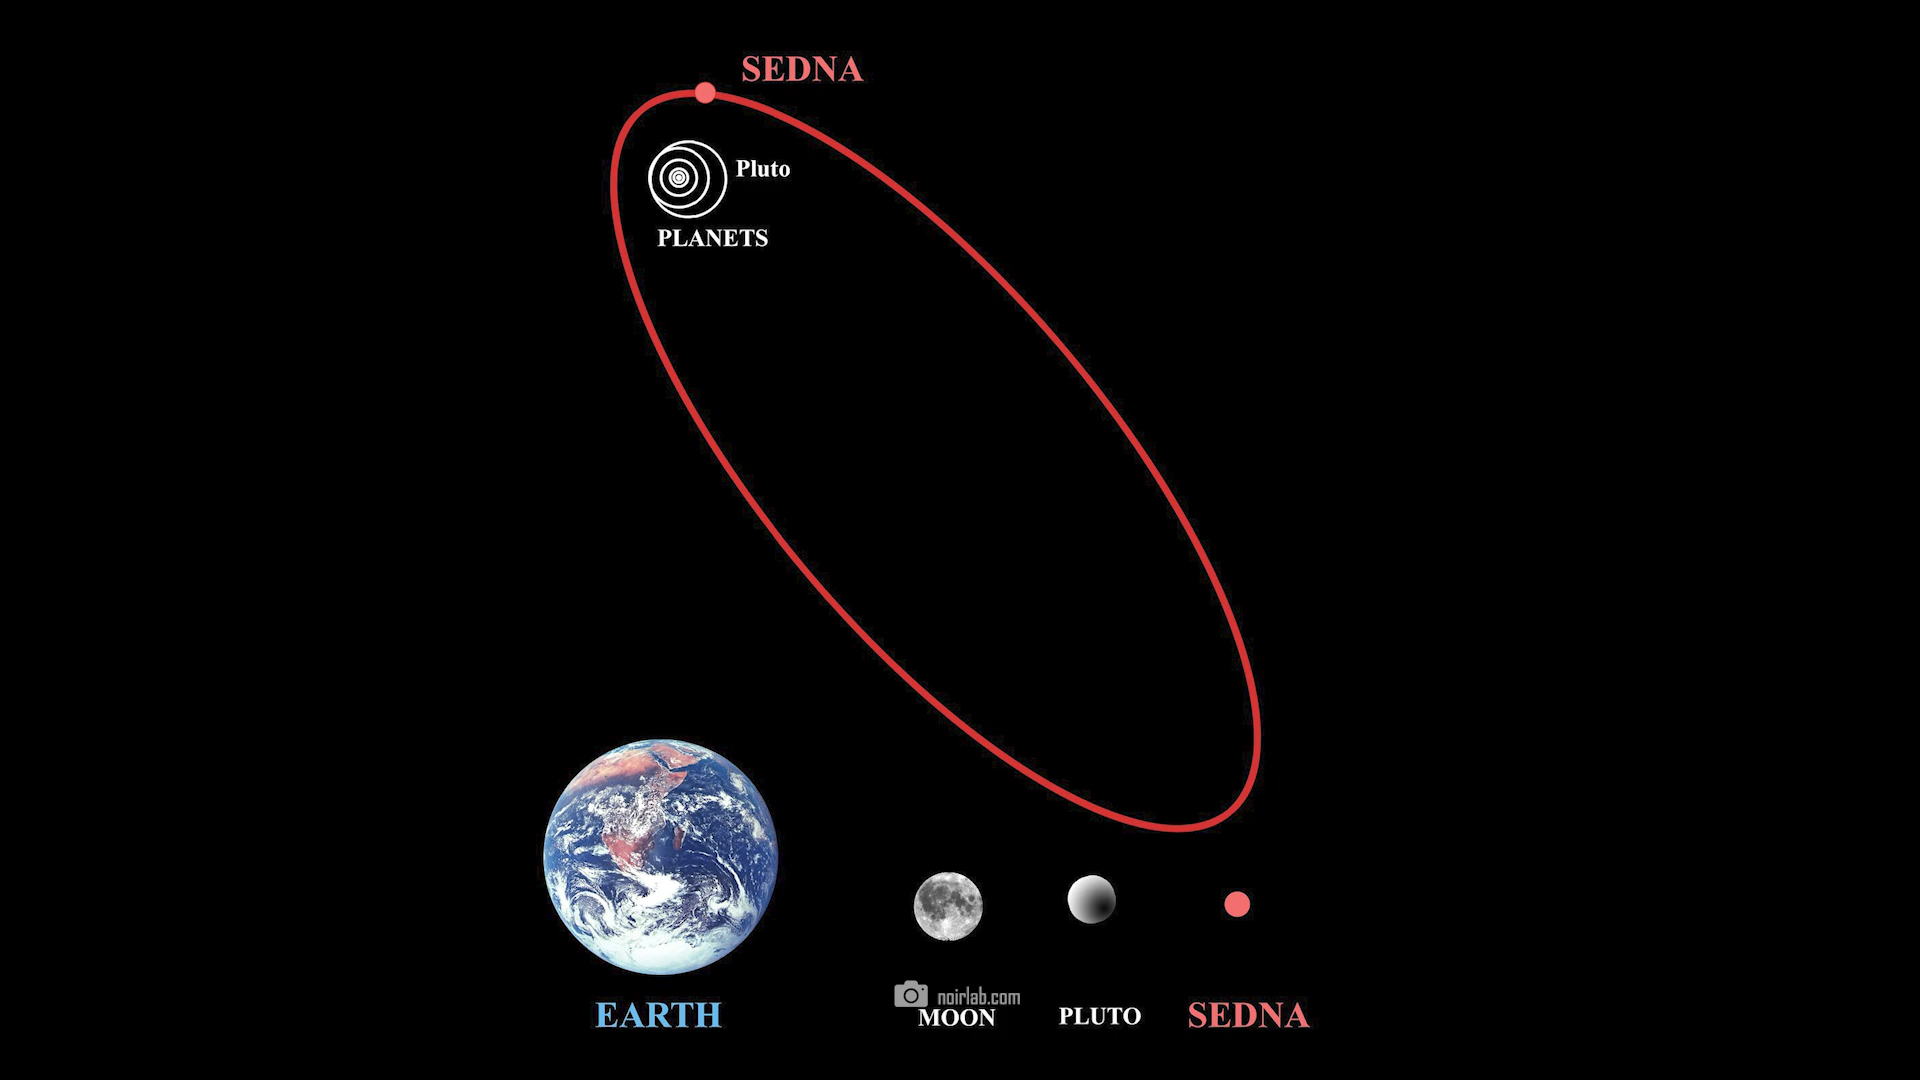 SEDNA
Pluto
PLANETS
noirlab.com
EARTH
MOON
PLUTO
SEDNA